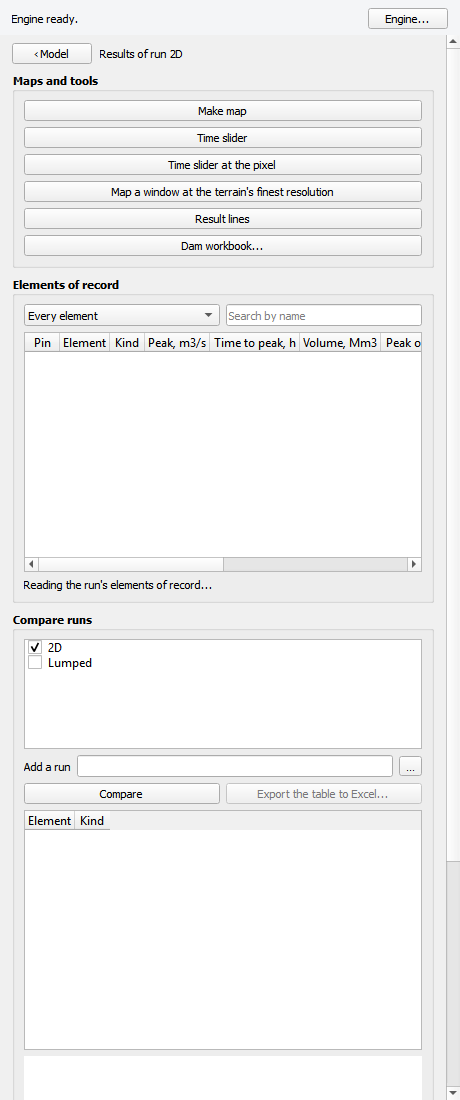 Engine ready.
Engine...
‹Model
Results of run 2D
Maps and tools
Make map
Time slider
Time slider at the pixel
Map a window at the terrain's finest resolution
Result lines
Dam workbook...
Elements of record
Every element
Search by name
Pin Element Kind Peak, m3/s Time to peak, h Volume, Mm3 Peak o
Reading the run's elements of record...
Compare runs
2D
Lumped
Add a run
...
Compare
Export the table to Excel...
Element Kind